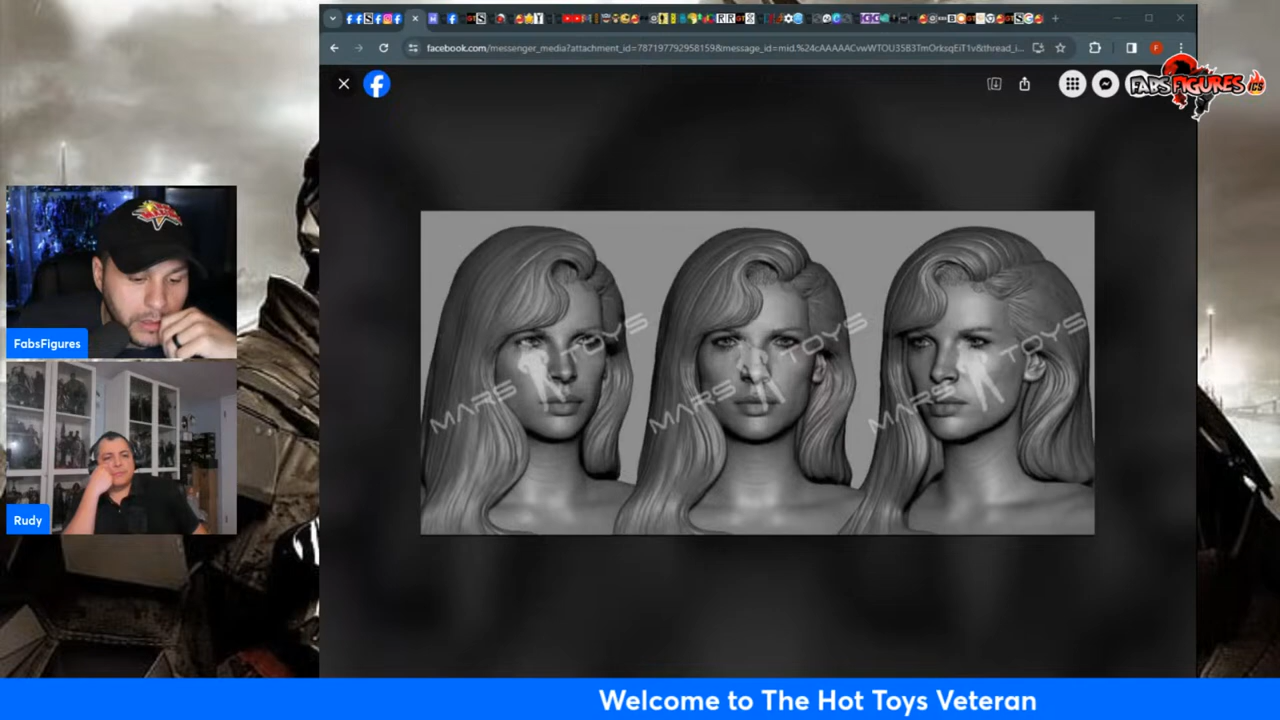 facebook.com/messenger_media?attachment_id=787197792958159&message_id=mid.%24cAAAAACvwWTOU35B3TmOrksqEiT1v&thread_i...
FABSFIGURES
ICS
MARS TOYS
MARS TOYS
MARS TOYS
FabsFigures
Rudy
Welcome to The Hot Toys Veteran